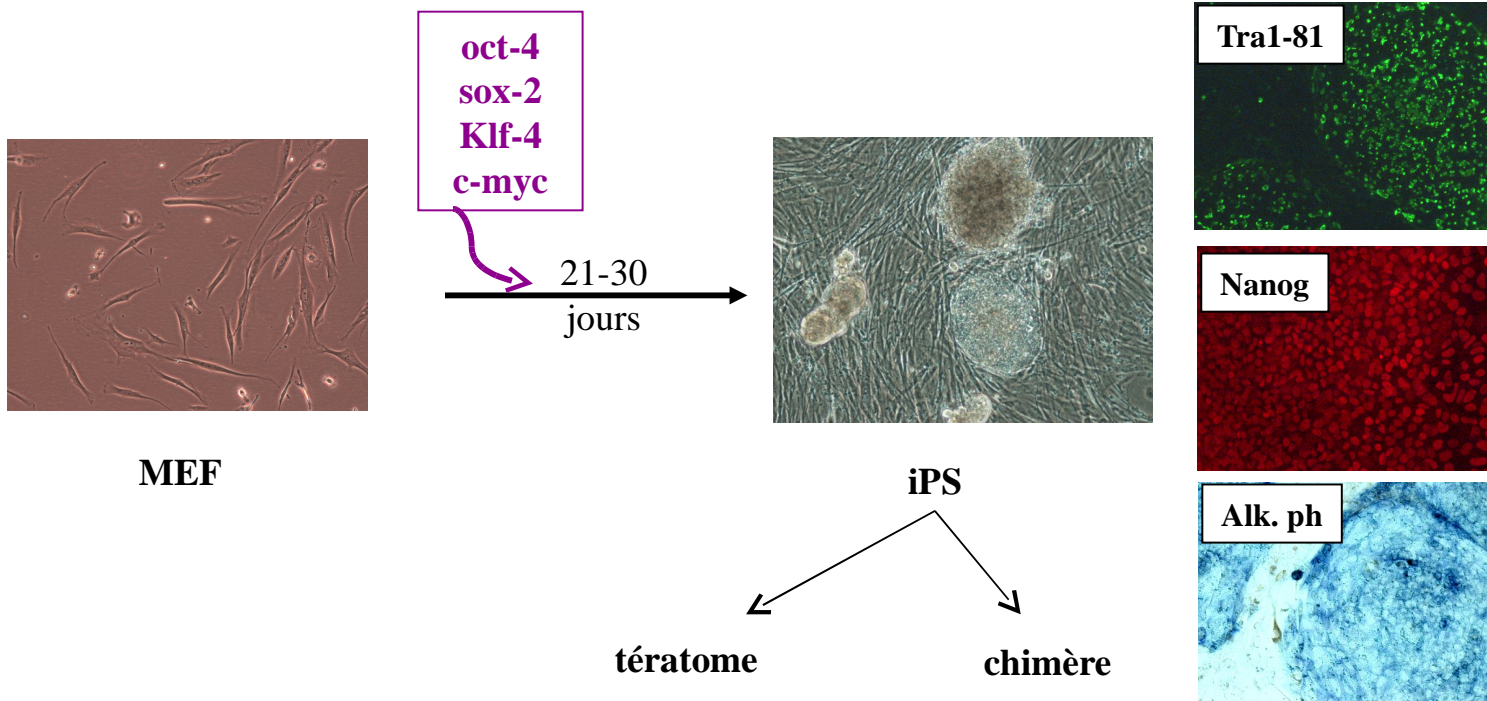 oct-4
sox-2
Klf-4
c-myc
21-30
jours
MEF
iPS
tératome
chimère
Tra1-81
Nanog
Alk. ph